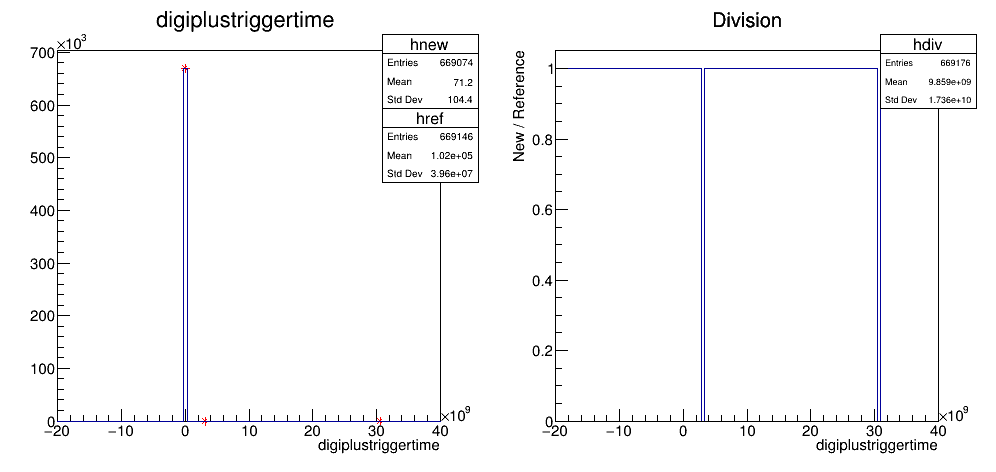 digiplustriggertime
×10³
700
600
500
400
300
200
100
0
−20 −10 0 10 20 30 40
×10⁹
digiplustriggertime
hnew
Entries 669074
Mean 71.2
Std Dev 104.4
href
Entries 669146
Mean 1.02e+05
Std Dev 3.96e+07
Division
New / Reference
1
0.8
0.6
0.4
0.2
0
−20 −10 0 10 20 30 40
×10⁹
digiplustriggertime
hdiv
Entries 669176
Mean 9.859e+09
Std Dev 1.736e+10